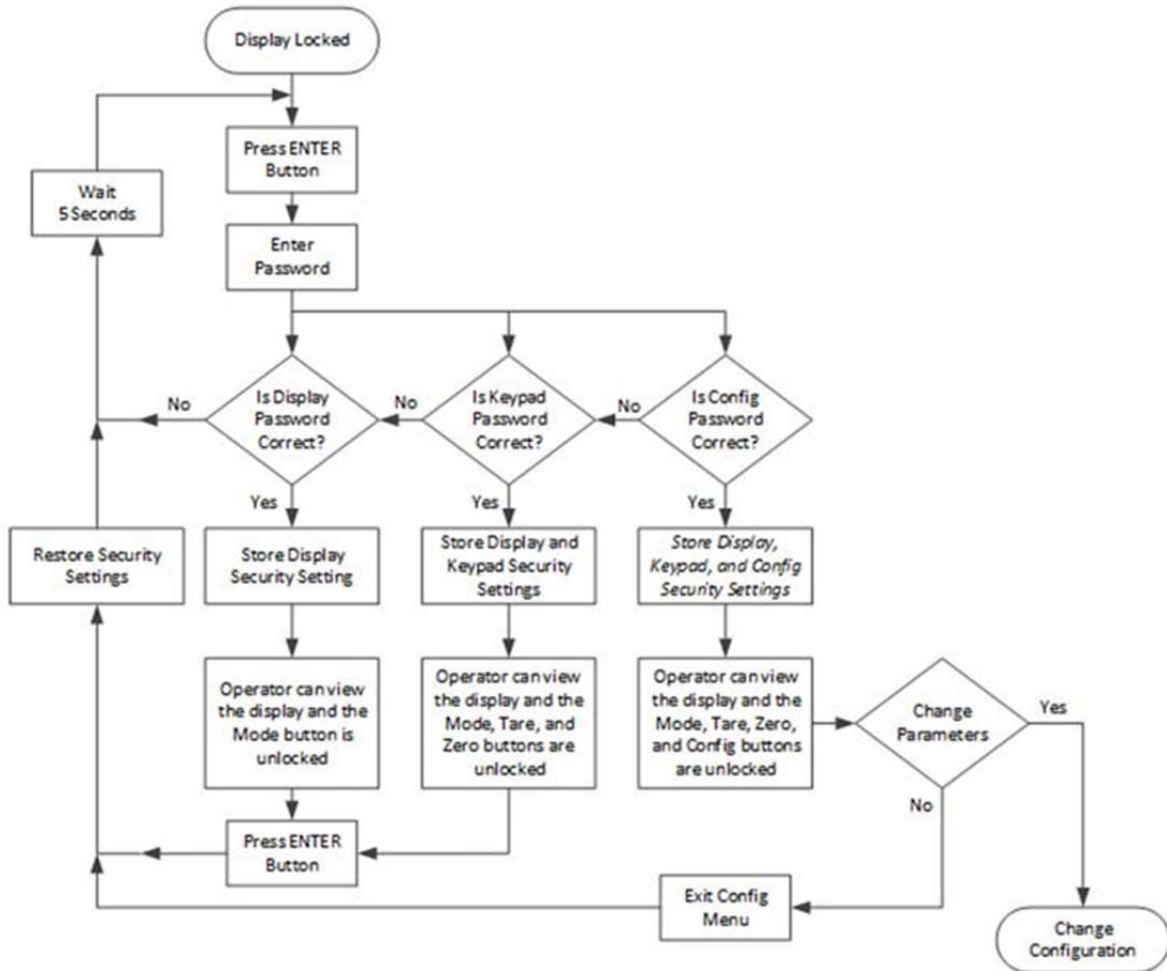 Display Locked
Press ENTER
Button
Wait
5 Seconds
Enter
Password
Is Display
Password
Correct?
Is Keypad
Password
Correct?
Is Config
Password
Correct?
No
No
No
Yes
Yes
Yes
Restore Security
Settings
Store Display
Security Setting
Store Display and
Keypad Security
Settings
Store Display,
Keypad, and Config
Security Settings
Operator can view
the display and the
Mode button is
unlocked
Operator can view
the display and the
Mode, Tare, and
Zero buttons are
unlocked
Operator can view
the display and the
Mode, Tare, Zero,
and Config buttons
are unlocked
Change
Parameters
Yes
No
Press ENTER
Button
Exit Config
Menu
Change
Configuration